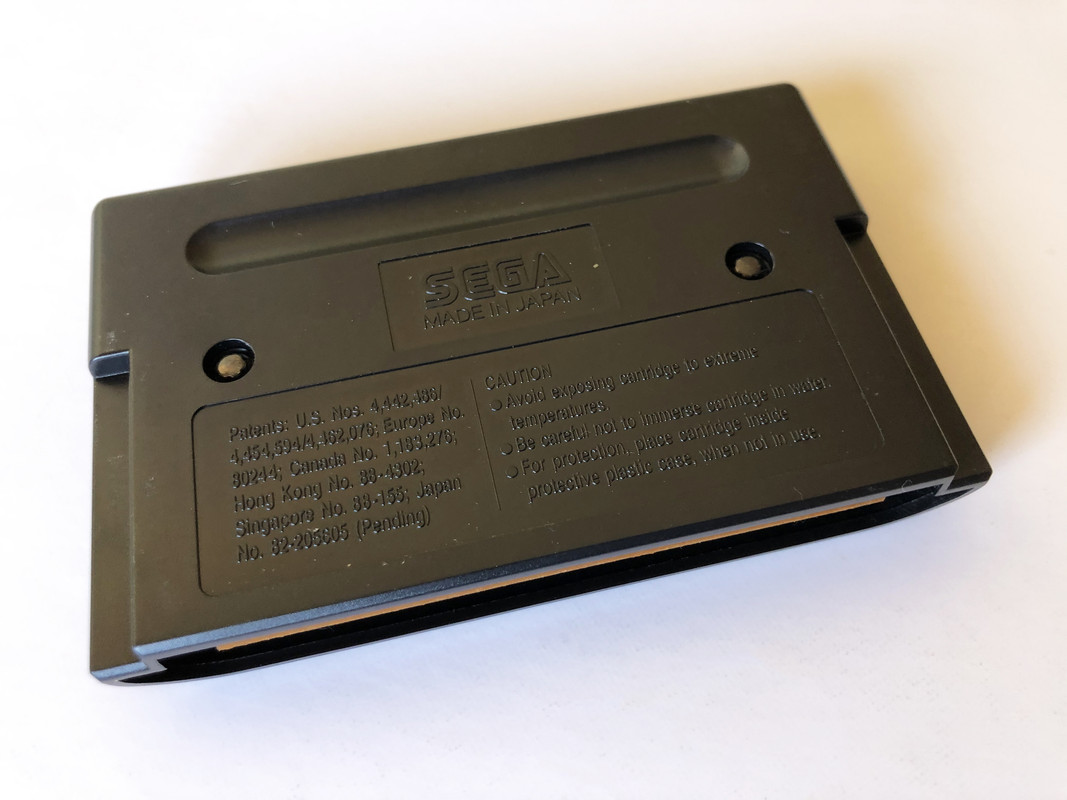 SEGA
MADE IN JAPAN
Patents: U.S. Nos. 4,442,486/
4,454,594/4,462,076; Europe No.
80244; Canada No. 1,183,276;
Hong Kong No. 88-4302;
Singapore No. 88-155; Japan
No. 82-205605 (Pending)
CAUTION
Avoid exposing cartridge to extreme
temperatures.
Be careful not to immerse cartridge in water.
For protection, place cartridge inside
protective plastic case, when not in use.